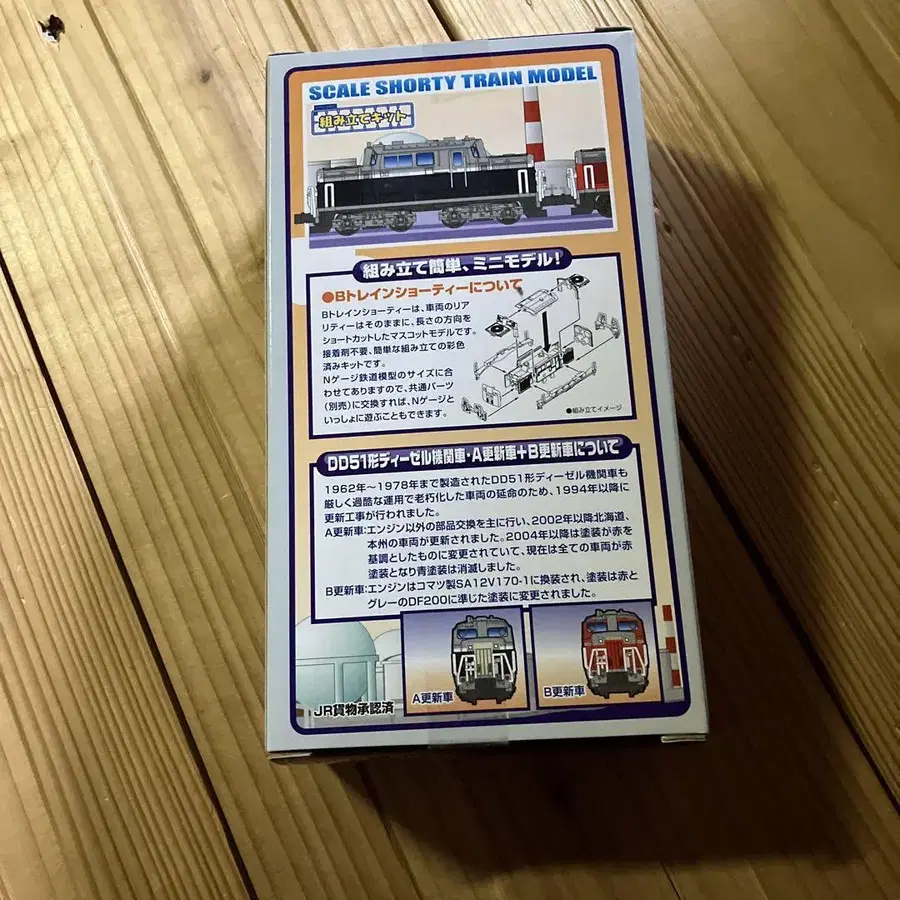 SCALE SHORTY TRAIN MODEL
組み立てキット
組み立て簡単、ミニモデル!
●Bトレインショーティーについて
Bトレインショーティーは、車両のリア
リティーはそのままに、長さの方向を
ショートカットしたマスコットモデルです。
接着剤不要、簡単な組み立ての彩色
済みキットです。
Nゲージ鉄道模型のサイズに合
わせてありますので、共通パーツ
(別売)に交換すれば、Nゲージと
いっしょに遊ぶこともできます。
●組み立てイメージ
DD51形ディーゼル機関車・A更新車+B更新車について
1962年〜1978年まで製造されたDD51形ディーゼル機関車も
厳しく過酷な運用で老朽化した車両の延命のため、1994年以降に
更新工事が行われました。
A更新車:エンジン以外の部品交換を主に行い、2002年以降北海道、
本州の車両が更新されました。2004年以降は塗装が赤を
基調としたものに変更されていて、現在は全ての車両が赤
塗装となり青塗装は消滅しました。
B更新車:エンジンはコマツ製SA12V170-1に換装され、塗装は赤と
グレーのDF200に準じた塗装に変更されました。
A更新車
B更新車
JR貨物承認済